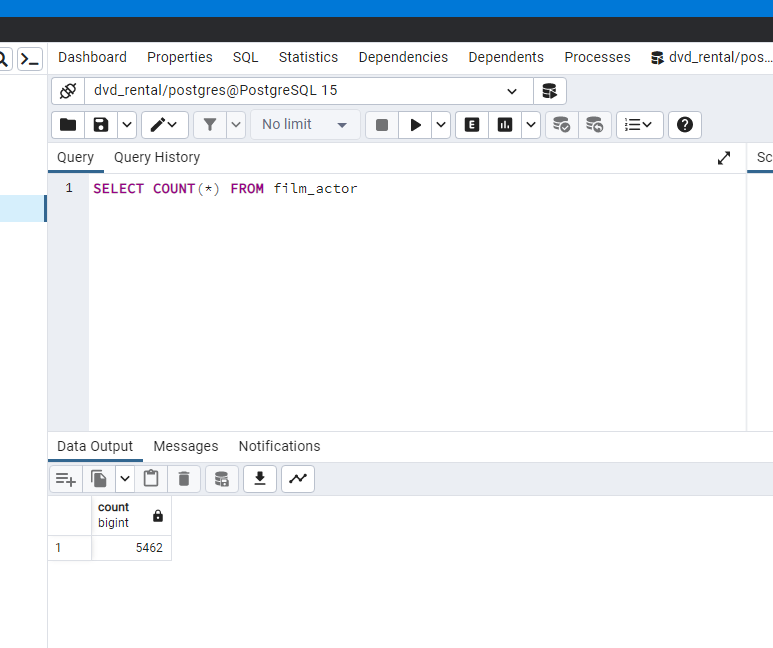 Dashboard Properties SQL Statistics Dependencies Dependents Processes dvd_rental/pos...
dvd_rental/postgres@PostgreSQL 15
No limit
E
Query Query History
Sc
1 SELECT COUNT(*) FROM film_actor
Data Output Messages Notifications
count
bigint
1 5462